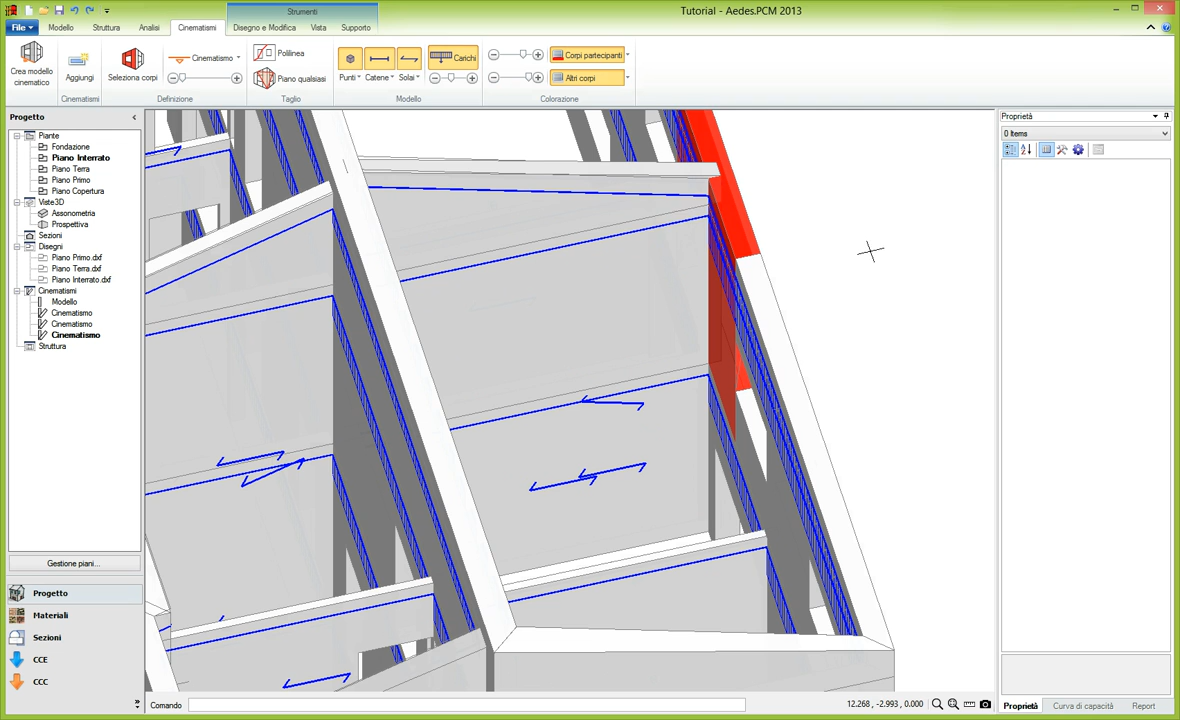 Strumenti
Tutorial - Aedes.PCM 2013
File
Modello
Struttura
Analisi
Cinematismi
Disegno e Modifica
Vista
Supporto
Crea modello
cinematico
Aggiungi
Seleziona corpi
Cinematismo
Polilinea
Piano qualsiasi
Punti
Catene
Solai
Carichi
Corpi partecipanti
Altri corpi
Cinematismi
Definizione
Taglio
Modello
Colorazione
Progetto
Piante
Fondazione
Piano Interrato
Piano Terra
Piano Primo
Piano Copertura
Viste3D
Assonometria
Prospettiva
Sezioni
Disegni
Piano Primo.dxf
Piano Terra.dxf
Piano Interrato.dxf
Cinematismi
Modello
Cinematismo
Cinematismo
Cinematismo
Struttura
Gestione piani...
Progetto
Materiali
Sezioni
CCE
CCC
Proprietà
0 Items
Comando
12.268 , -2.993, 0.000
Proprietà
Curva di capacità
Report